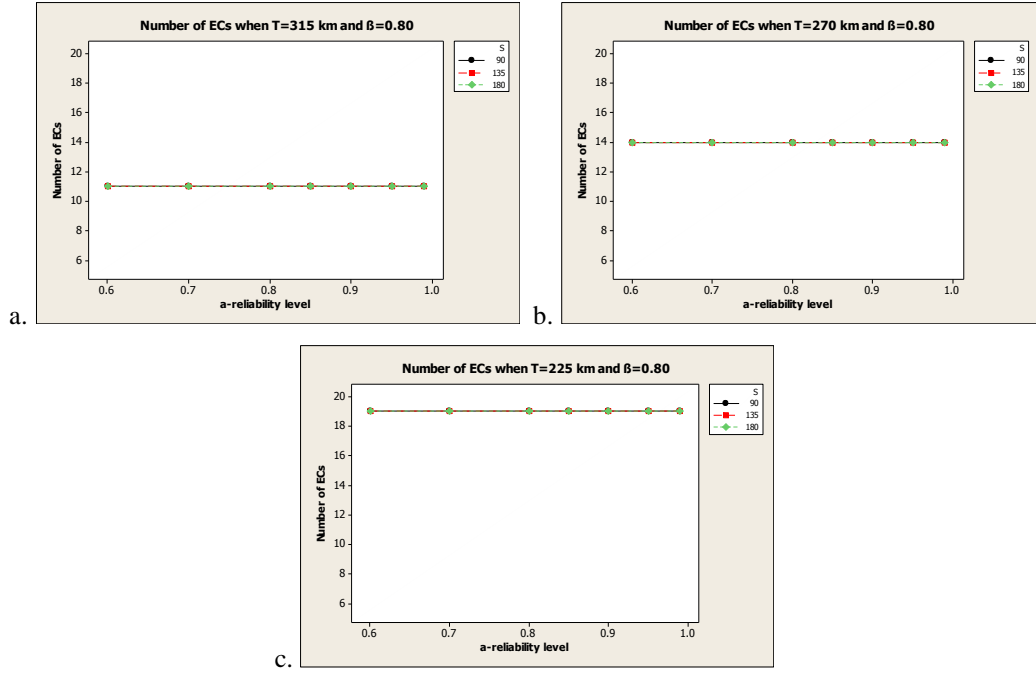 Number of ECs when T=315 km and ß=0.80
S
90
135
180
20
18
16
14
12
10
8
6
Number of ECs
0.6 0.7 0.8 0.9 1.0
a-reliability level
a.
Number of ECs when T=270 km and ß=0.80
S
90
135
180
20
18
16
14
12
10
8
6
Number of ECs
0.6 0.7 0.8 0.9 1.0
a-reliability level
b.
Number of ECs when T=225 km and ß=0.80
S
90
135
180
20
18
16
14
12
10
8
6
Number of ECs
0.6 0.7 0.8 0.9 1.0
a-reliability level
c.